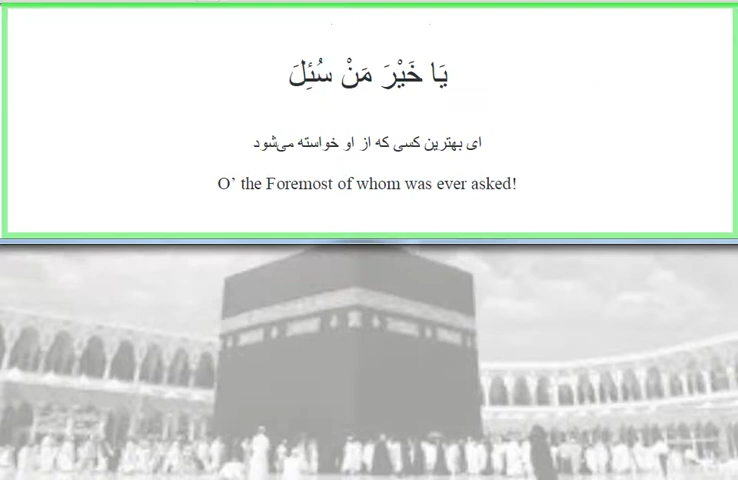 يَا خَيْرَ مَنْ سُئِلَ
ای بهترین کسی که از او خواسته می‌شود
O’ the Foremost of whom was ever asked!